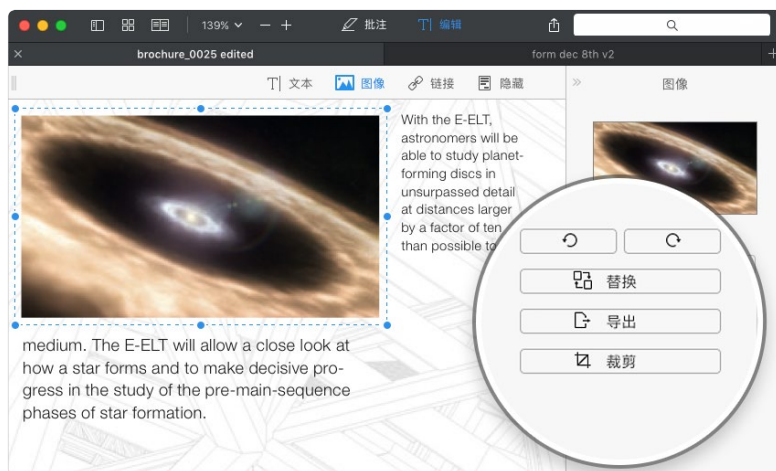 139%
批注
编辑
brochure_0025 edited
form dec 8th v2
文本
图像
链接
隐藏
图像
With the E-ELT,
astronomers will be
able to study planet-
forming discs in
unsurpassed detail
at distances larger
by a factor of ten
than possible to
替换
导出
裁剪
medium. The E-ELT will allow a close look at
how a star forms and to make decisive pro-
gress in the study of the pre-main-sequence
phases of star formation.